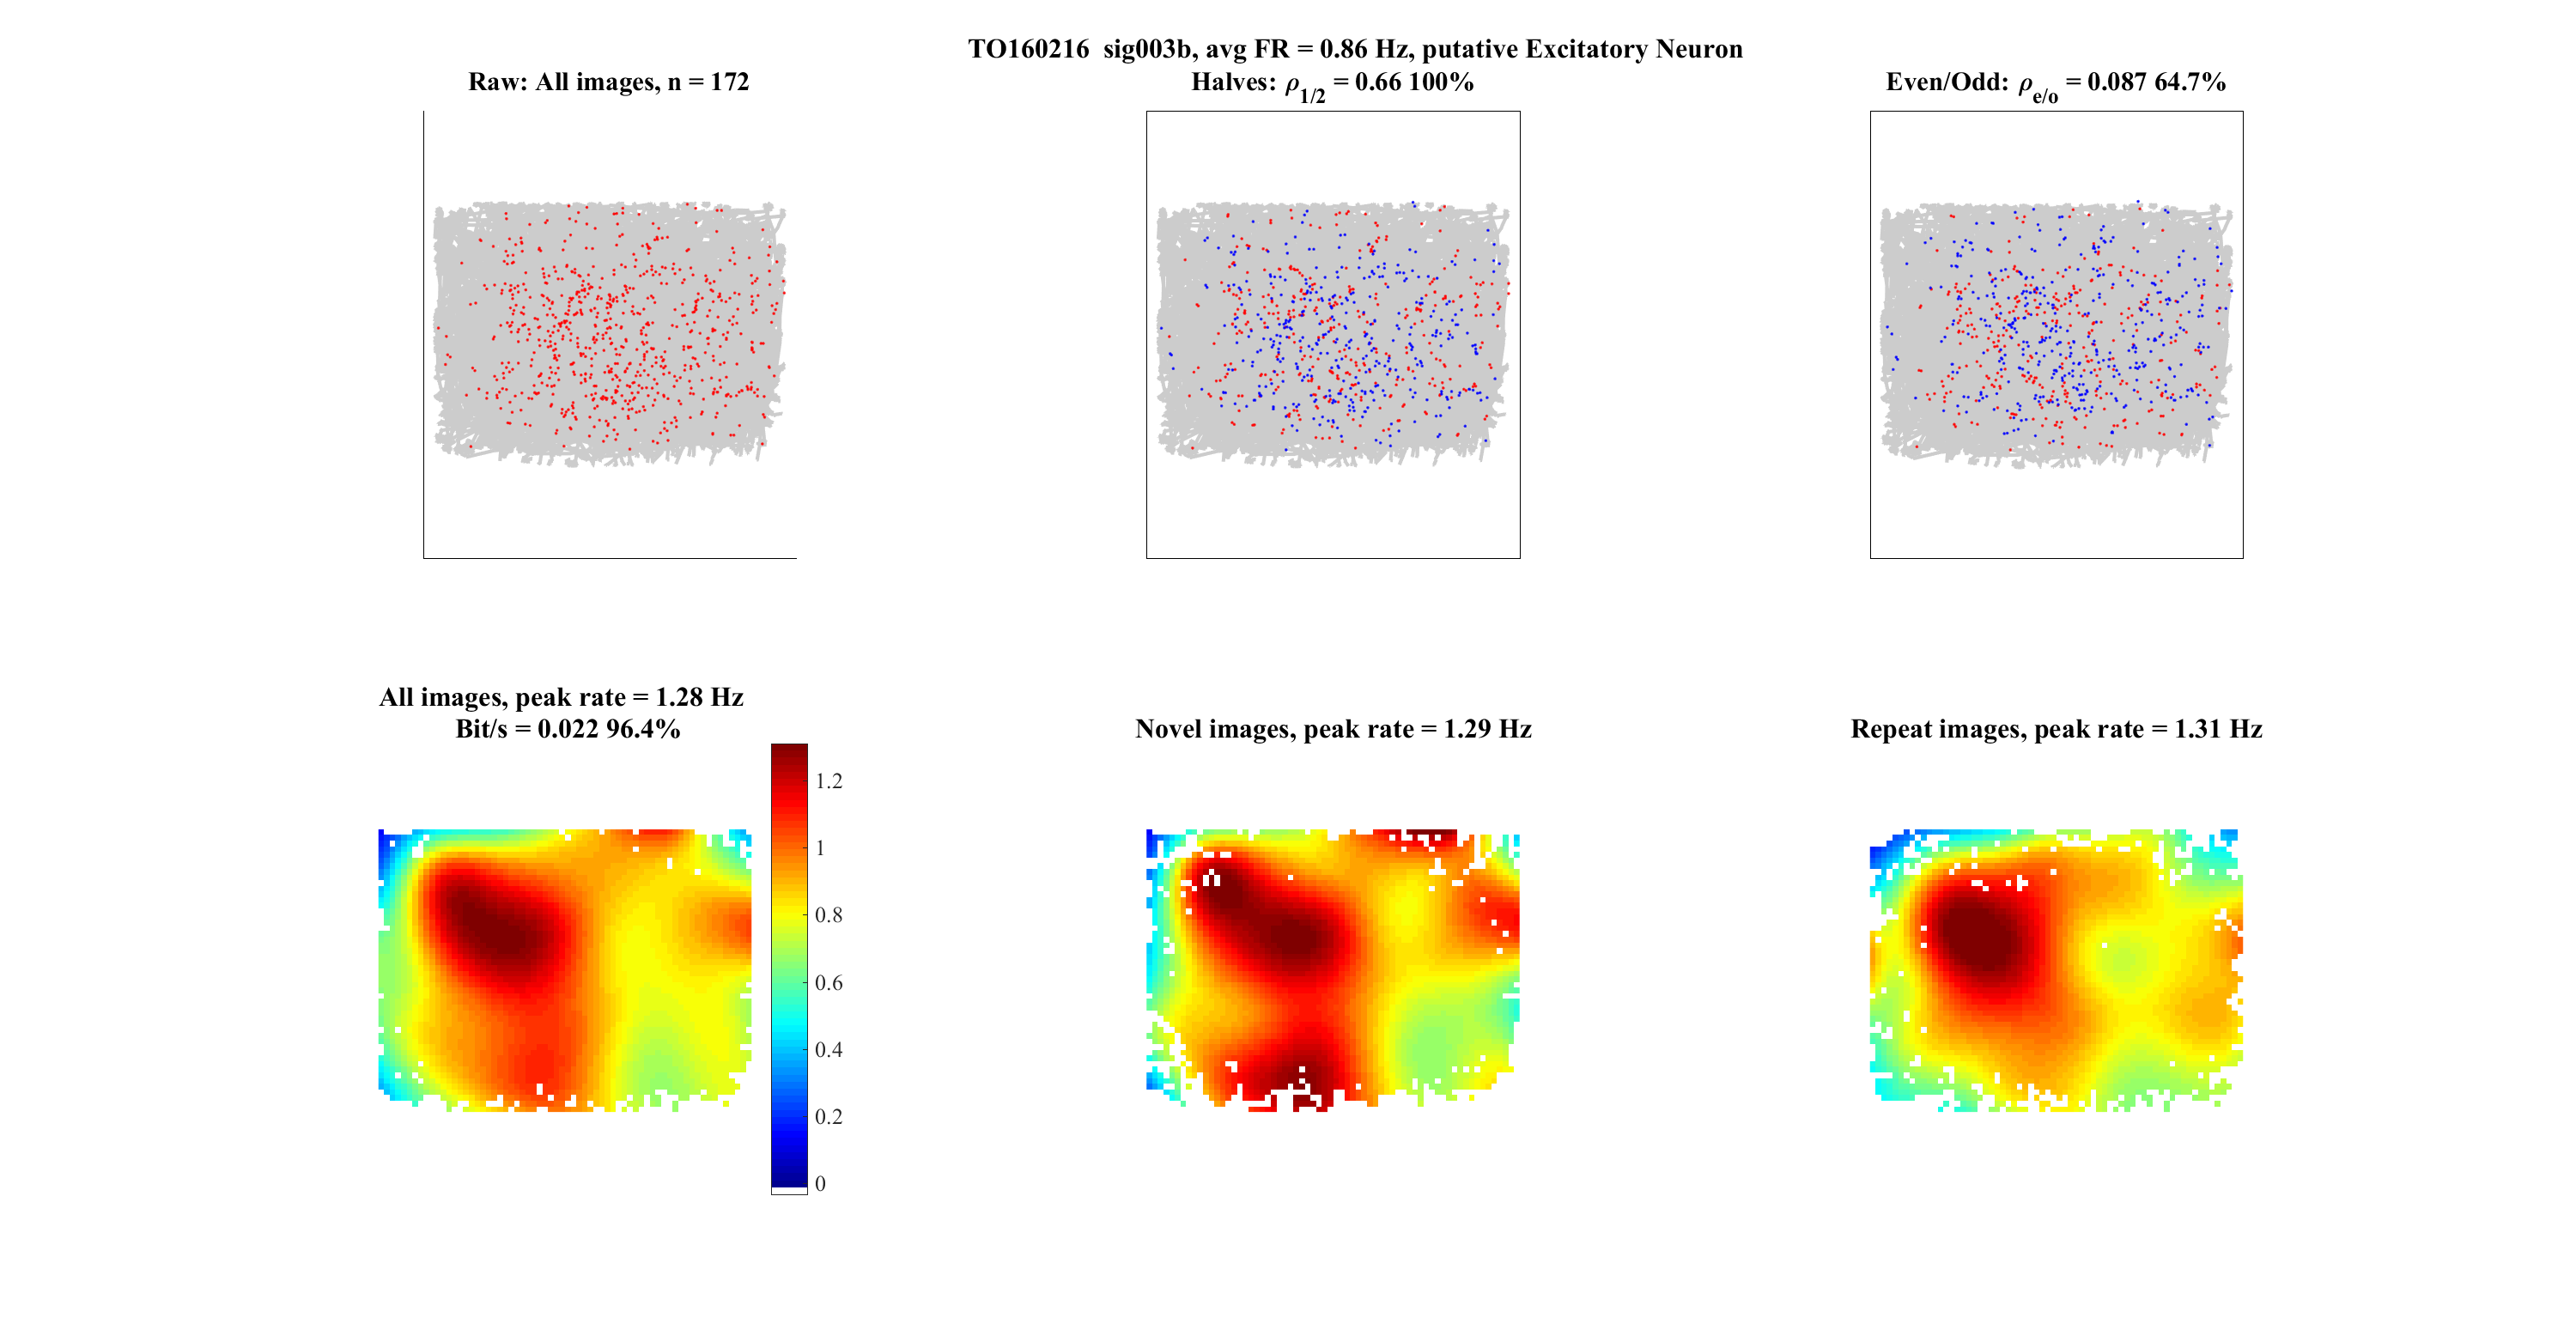 TO160216  sig003b, avg FR = 0.86 Hz, putative Excitatory Neuron
Raw: All images, n = 172
Halves: ρ1/2 = 0.66 100%
Even/Odd: ρe/o = 0.087 64.7%
All images, peak rate = 1.28 Hz
Bit/s = 0.022 96.4%
Novel images, peak rate = 1.29 Hz
Repeat images, peak rate = 1.31 Hz
1.2
1
0.8
0.6
0.4
0.2
0